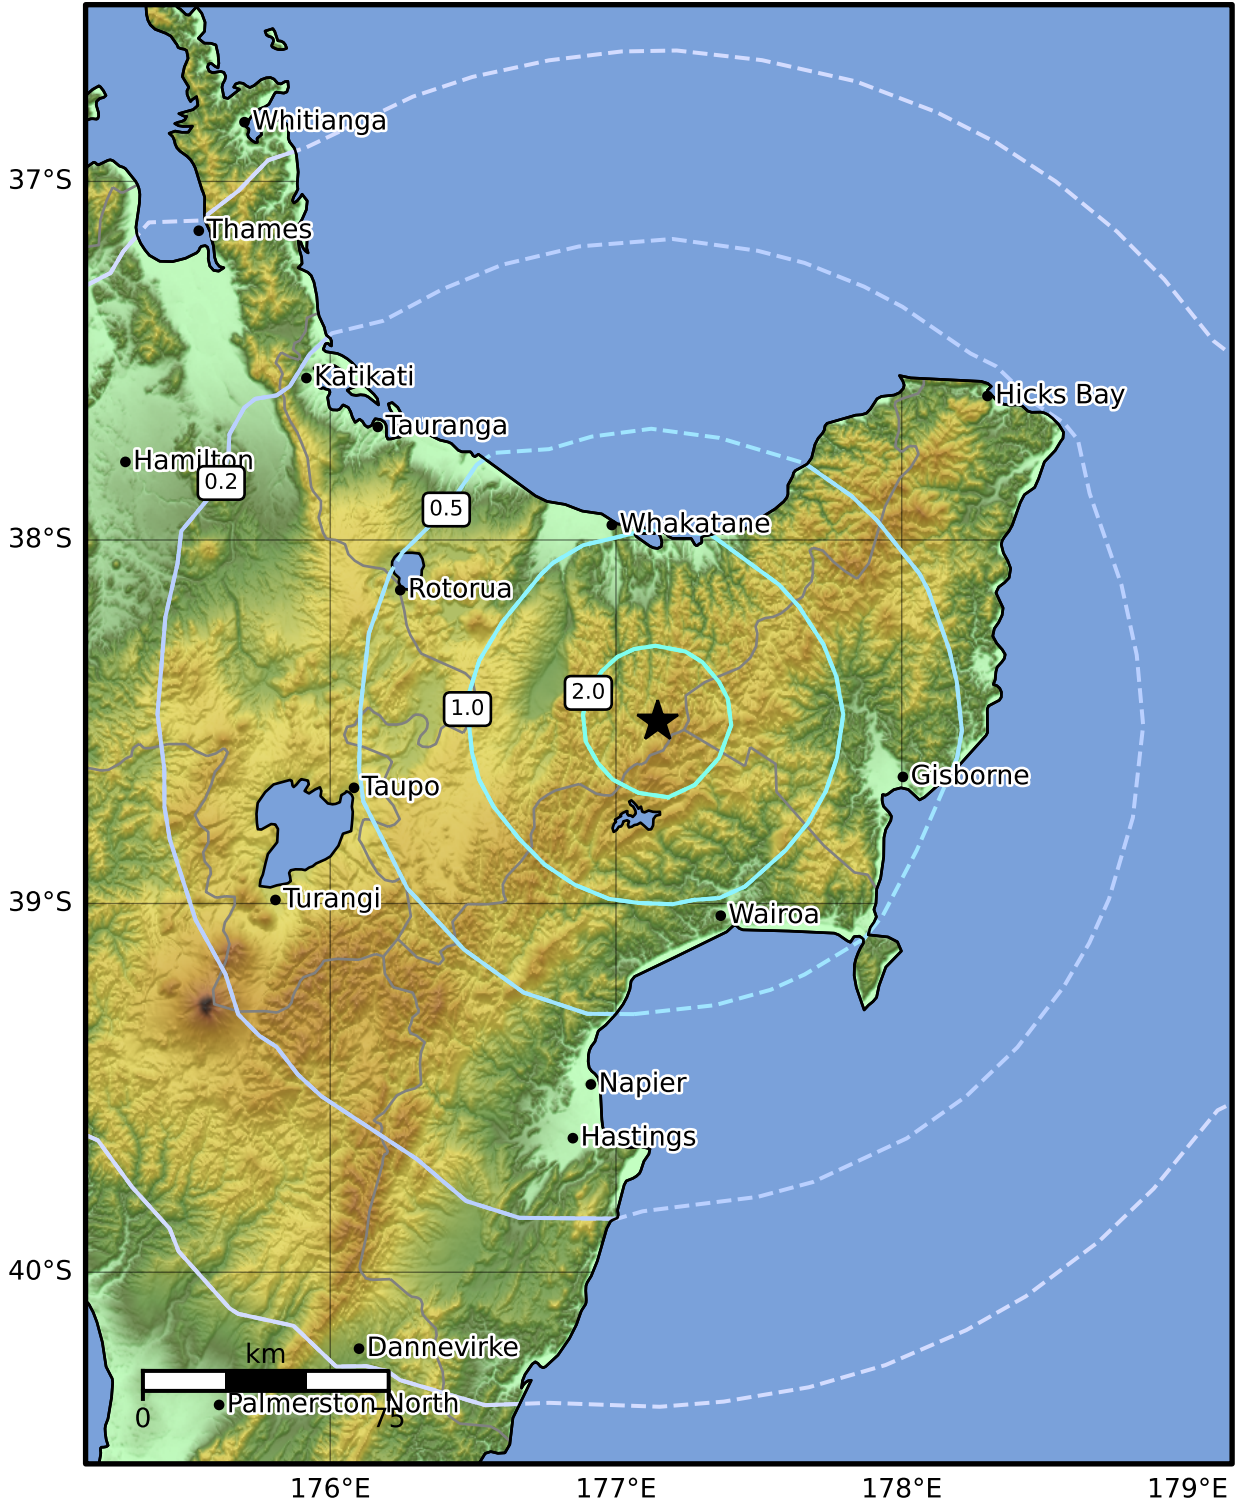 Whitianga
37°S
Thames
Katikati
Hicks Bay
Tauranga
Hamilton
0.2
0.5
Whakatane
38°S
Rotorua
2.0
1.0
Gisborne
Taupo
Turangi
39°S
Wairoa
Napier
Hastings
40°S
Dannevirke
km
Palmerston North
0
75
176°E
177°E
178°E
179°E